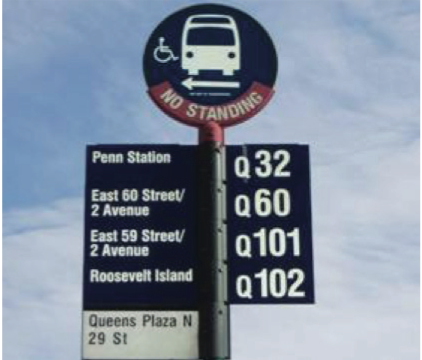 NO STANDING
Penn Station Q32
East 60 Street/
2 Avenue Q60
East 59 Street/
2 Avenue Q101
Roosevelt Island Q102
Queens Plaza N
29 St